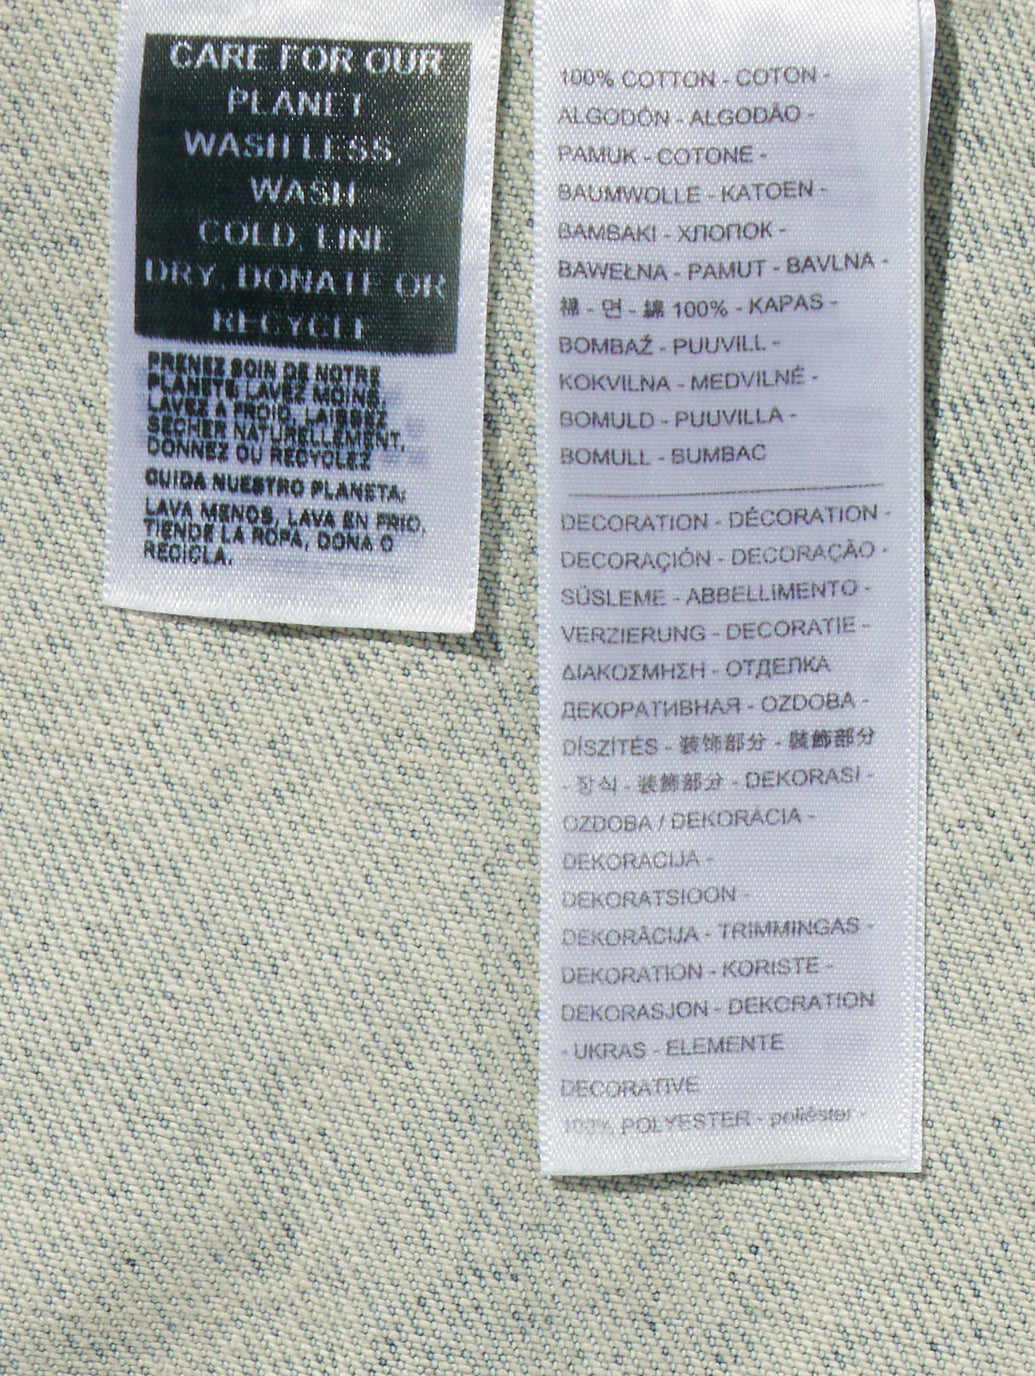 CARE FOR OUR
PLANET
WASH LESS,
WASH
COLD, LINE
DRY, DONATE OR
RECYCLE
PRENEZ SOIN DE NOTRE
PLANETE, LAVEZ MOINS,
LAVEZ À FROID, LAISSEZ
SECHER NATURELLEMENT,
DONNEZ OU RECYCLEZ
CUIDA NUESTRO PLANETA:
LAVA MENOS, LAVA EN FRIO,
TIENDE LA ROPA, DONA O
RECICLA.
100% COTTON - COTON -
ALGODÓN - ALGODÃO -
PAMUK - COTONE -
BAUMWOLLE - KATOEN -
BAMBAKI - ХЛОПОК -
BAWEŁNA - PAMUT - BAVLNA -
棉 - 면 - 綿 100% - KAPAS -
BOMBAŽ - PUUVILL -
KOKVILNA - MEDVILNĖ -
BOMULD - PUUVILLA -
BOMULL - BUMBAC
DECORATION - DÉCORATION -
DECORAÇIÓN - DECORAÇÃO -
SÜSLEME - ABBELLIMENTO -
VERZIERUNG - DECORATIE -
ΔΙΑΚΟΣΜΗΣΗ - ОТДЕЛКА
ДЕКОРАТИВНАЯ - OZDOBA -
DÍSZÍTÉS - 装饰部分 - 裝飾部分
- 장식 - 装飾部分 - DEKORASI -
OZDOBA / DEKORÁCIA -
DEKORACIJA -
DEKORATSIOON -
DEKORĀCIJA - TRIMMINGAS -
DEKORATION - KORISTE -
DEKORASJON - DEKORATION
- UKRAS - ELEMENTE
DECORATIVE
100% POLYESTER - poliéster -